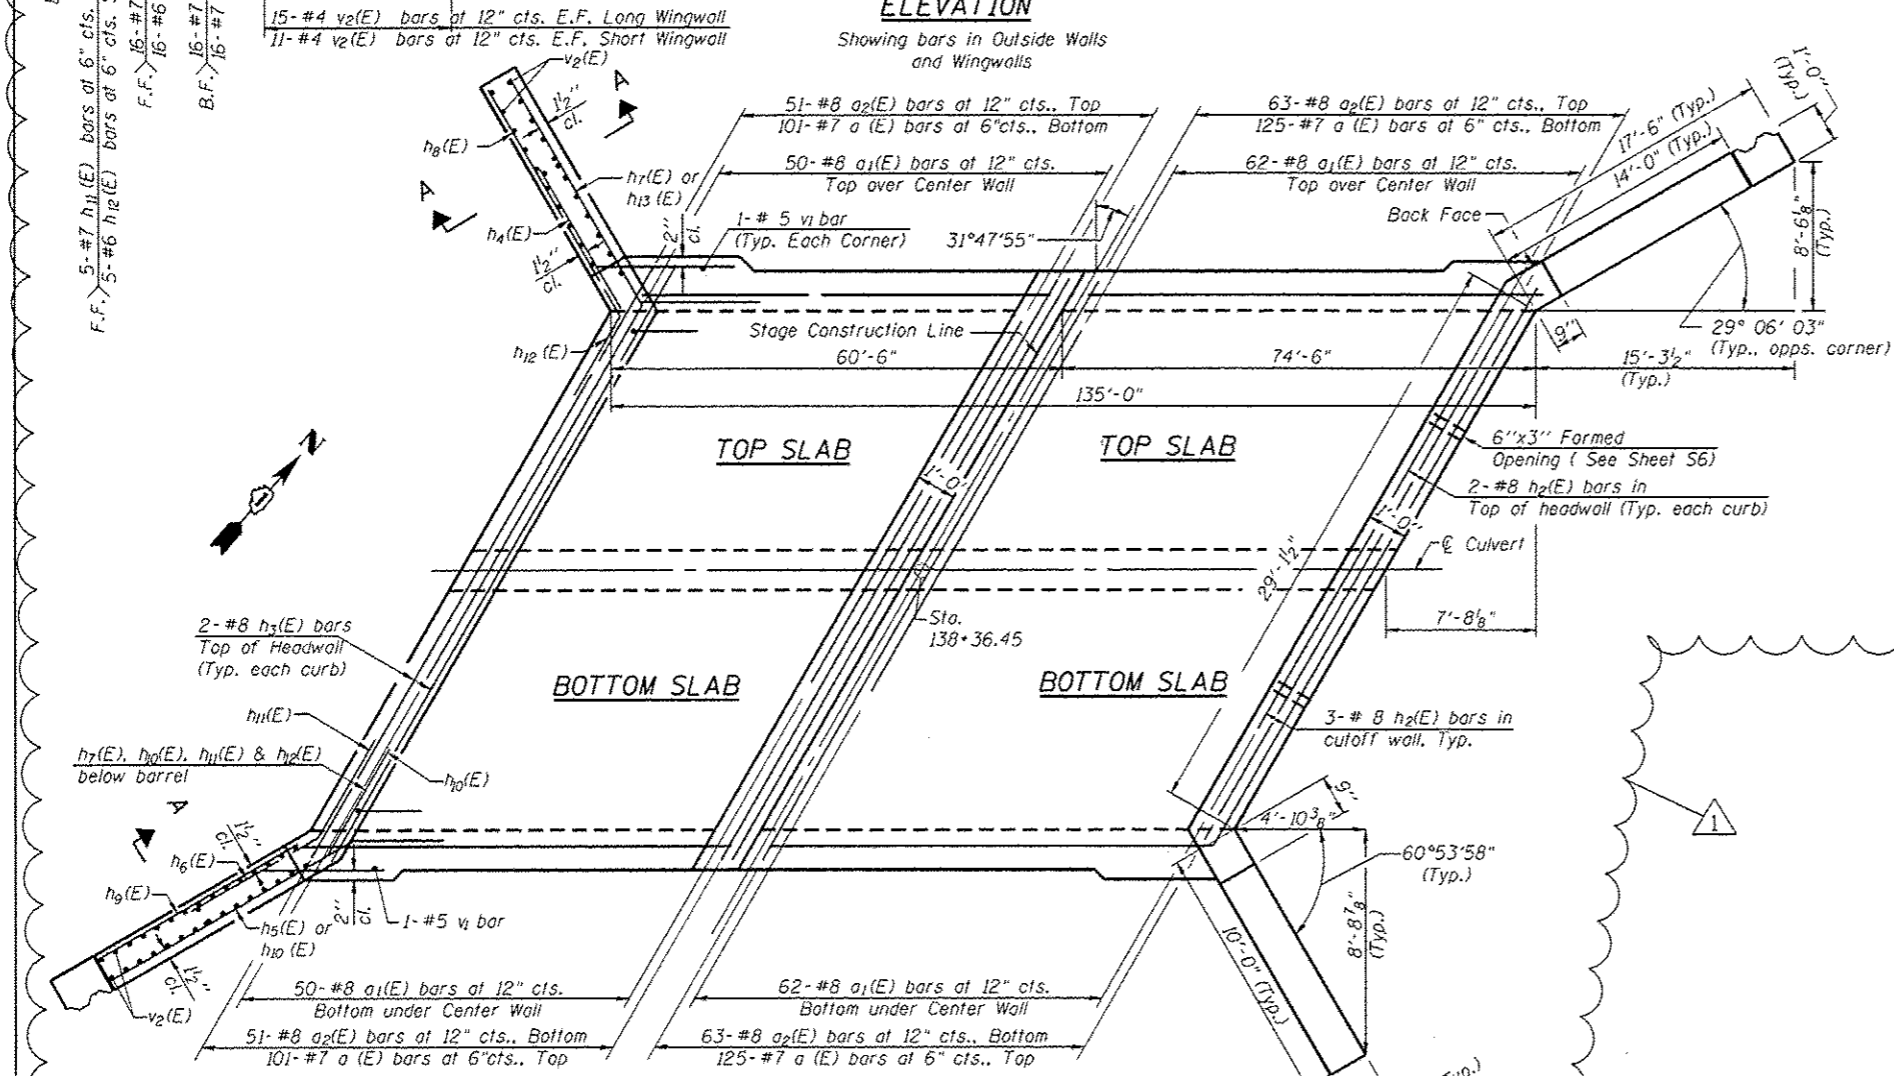 15-#4 v2(E) bars at 12" cts. E.F. Long Wingwall
11-#4 v2(E) bars at 12" cts. E.F. Short Wingwall
ELEVATION
Showing bars in Outside Walls
and Wingwalls
F.F. 5-#7 h11(E) bars at 6" cts.
5-#6 h12(E) bars at 6" cts.
F.F. 16-#7
16-#6
B.F. 16-#7
16-#7
v2(E)
A
1½"
cl.
h8(E)
A
h7(E) or
h13(E)
h4(E)
1½"
cl.
2"
cl.
h12(E)
51-#8 a2(E) bars at 12" cts., Top
101-#7 a (E) bars at 6"cts., Bottom
63-#8 a2(E) bars at 12" cts., Top
125-#7 a (E) bars at 6" cts., Bottom
50-#8 a1(E) bars at 12" cts.
Top over Center Wall
62-#8 a1(E) bars at 12" cts.
Top over Center Wall
1-# 5 v1 bar
(Typ. Each Corner)
31°47'55"
Back Face
17'-6" (Typ.)
14'-0" (Typ.)
1'-0"
(Typ.)
8'-6⅛"
(Typ.)
29° 06' 03"
(Typ., opps. corner)
9"
Stage Construction Line
60'-6"
74'-6"
15'-3½"
(Typ.)
135'-0"
TOP SLAB
TOP SLAB
6"x3" Formed
Opening ( See Sheet S6)
2-#8 h2(E) bars in
Top of headwall (Typ. each curb)
1'-0"
1'-0"
℄ Culvert
29'-1½"
7'-8⅛"
N
Sta.
138+36.45
2-#8 h3(E) bars
Top of Headwall
(Typ. each curb)
BOTTOM SLAB
BOTTOM SLAB
h11(E)
3-# 8 h2(E) bars in
cutoff wall, Typ.
h7(E), h10(E), h11(E) & h12(E)
below barrel
h10(E)
A
1½"
cl.
h6(E)
h9(E)
h5(E) or
h10 (E)
2"
cl.
1-#5 v1 bar
1½"
cl.
v2(E)
9"
4'-10⅜"
60°53'58"
(Typ.)
8'-8⅞"
(Typ.)
10'-0" (Typ.)
1
50-#8 a1(E) bars at 12" cts.
Bottom under Center Wall
62-#8 a1(E) bars at 12" cts.
Bottom under Center Wall
51-#8 a2(E) bars at 12" cts., Bottom
101-#7 a (E) bars at 6"cts., Top
63-#8 a2(E) bars at 12" cts., Bottom
125-#7 a (E) bars at 6" cts., Top